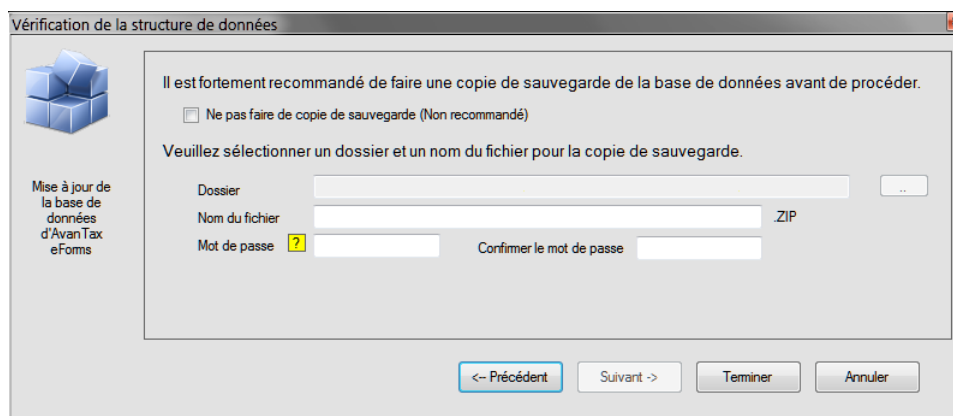 Vérification de la structure de données
Il est fortement recommandé de faire une copie de sauvegarde de la base de données avant de procéder.
Ne pas faire de copie de sauvegarde (Non recommandé)
Veuillez sélectionner un dossier et un nom du fichier pour la copie de sauvegarde.
Mise à jour de
la base de
données
d'AvanTax
eForms
Dossier
..
Nom du fichier
.ZIP
Mot de passe ?
Confirmer le mot de passe
<-- Précédent
Suivant ->
Terminer
Annuler